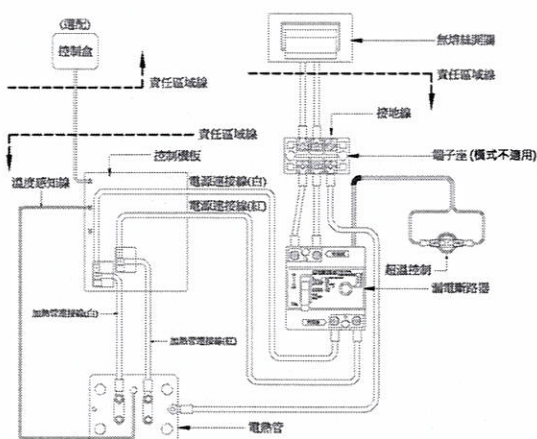 (選配)
控制盒
無熔絲開關
責任區域線
責任區域線
接地線
責任區域線
控制機板
端子座 (橫式不適用)
溫度感知線
電源連接線(白)
電源連接線(紅)
超溫控制
漏電斷路器
加熱管連接線(白)
加熱管連接線(紅)
電熱管